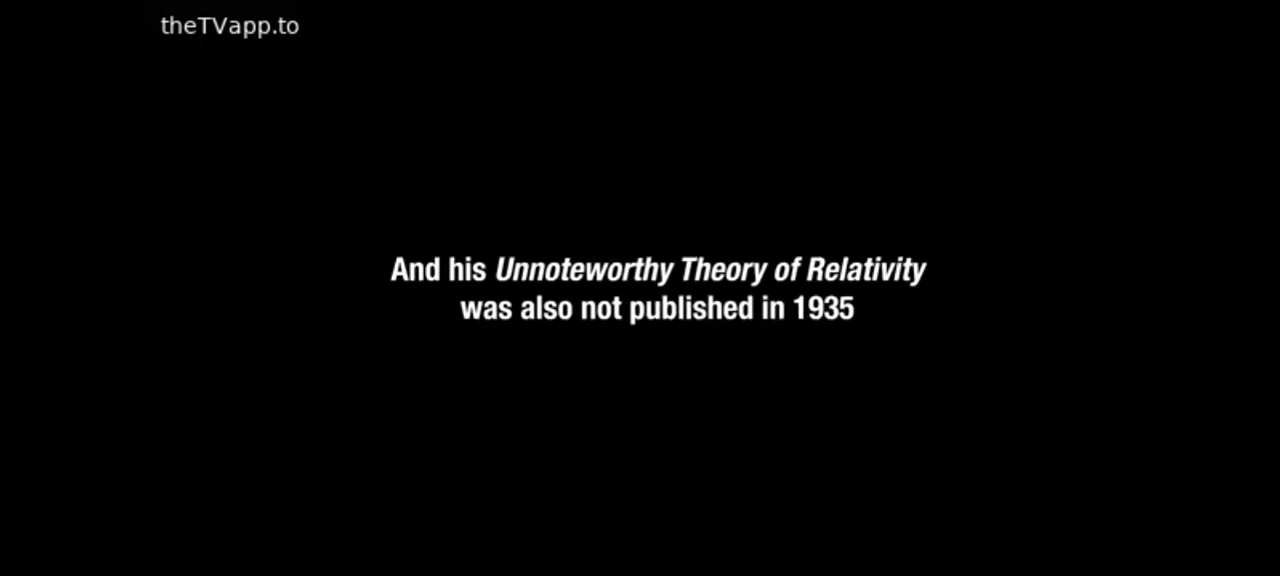 theTVapp.to
And his Unnoteworthy Theory of Relativity
was also not published in 1935